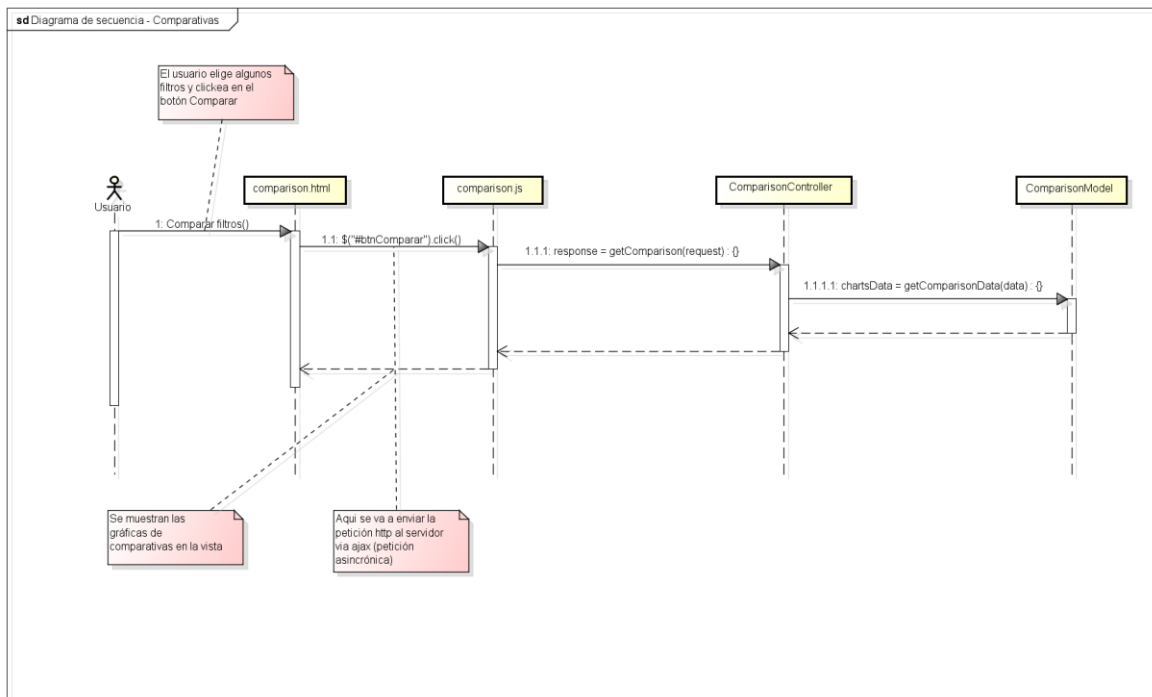 sd Diagrama de secuencia - Comparativas
El usuario elige algunos
filtros y clickea en el
botón Comparar
Usuario
comparison.html
comparison.js
ComparisonController
ComparisonModel
1: Comparar filtros()
1.1: $("#btnComparar").click()
1.1.1: response = getComparison(request) : {}
1.1.1.1: chartsData = getComparisonData(data) : {}
Se muestran las
gráficas de
comparativas en la vista
Aqui se va a enviar la
petición http al servidor
via ajax (petición
asincrónica)